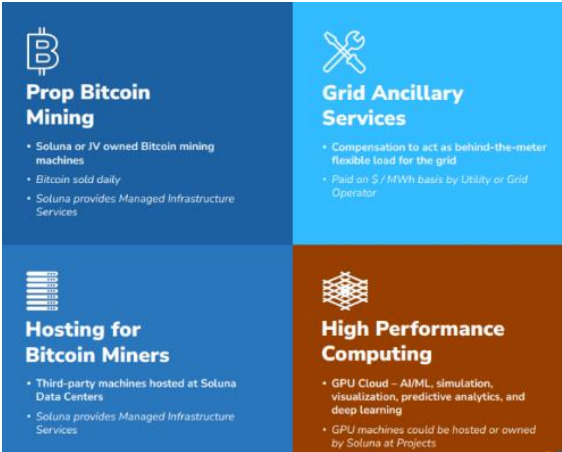 Prop Bitcoin
Mining
• Soluna or JV owned Bitcoin mining
machines
• Bitcoin sold daily
• Soluna provides Managed Infrastructure
Services
Grid Ancillary
Services
• Compensation to act as behind-the-meter
flexible load for the grid
• Paid on $ / MWh basis by Utility or Grid
Operator
Hosting for
Bitcoin Miners
• Third-party machines hosted at Soluna
Data Centers
• Soluna provides Managed Infrastructure
Services
High Performance
Computing
• GPU Cloud – AI/ML, simulation,
visualization, predictive analytics, and
deep learning
• GPU machines could be hosted or owned
by Soluna at Projects